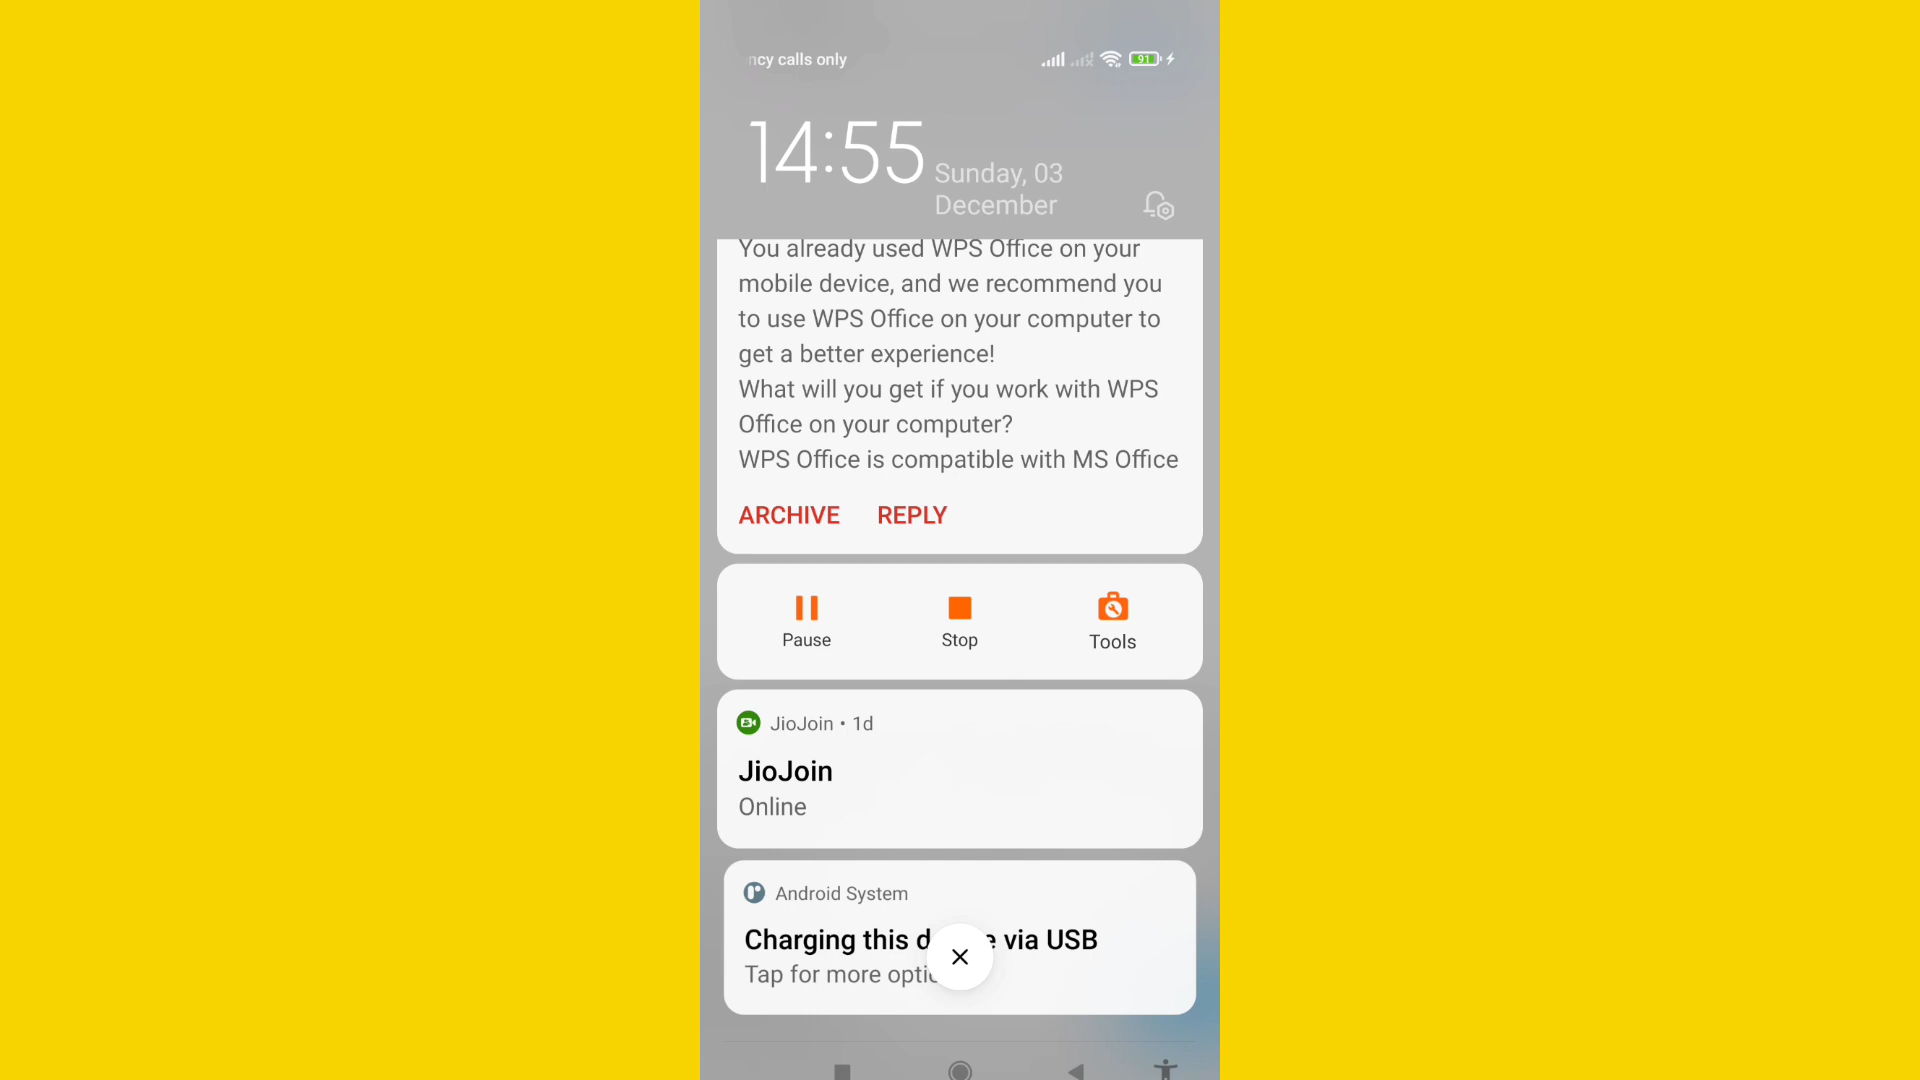 ncy calls only
91
14:55
Sunday, 03
December
You already used WPS Office on your
mobile device, and we recommend you
to use WPS Office on your computer to
get a better experience!
What will you get if you work with WPS
Office on your computer?
WPS Office is compatible with MS Office
ARCHIVE REPLY
Pause Stop Tools
JioJoin • 1d
JioJoin
Online
Android System
Charging this d e via USB
Tap for more optio